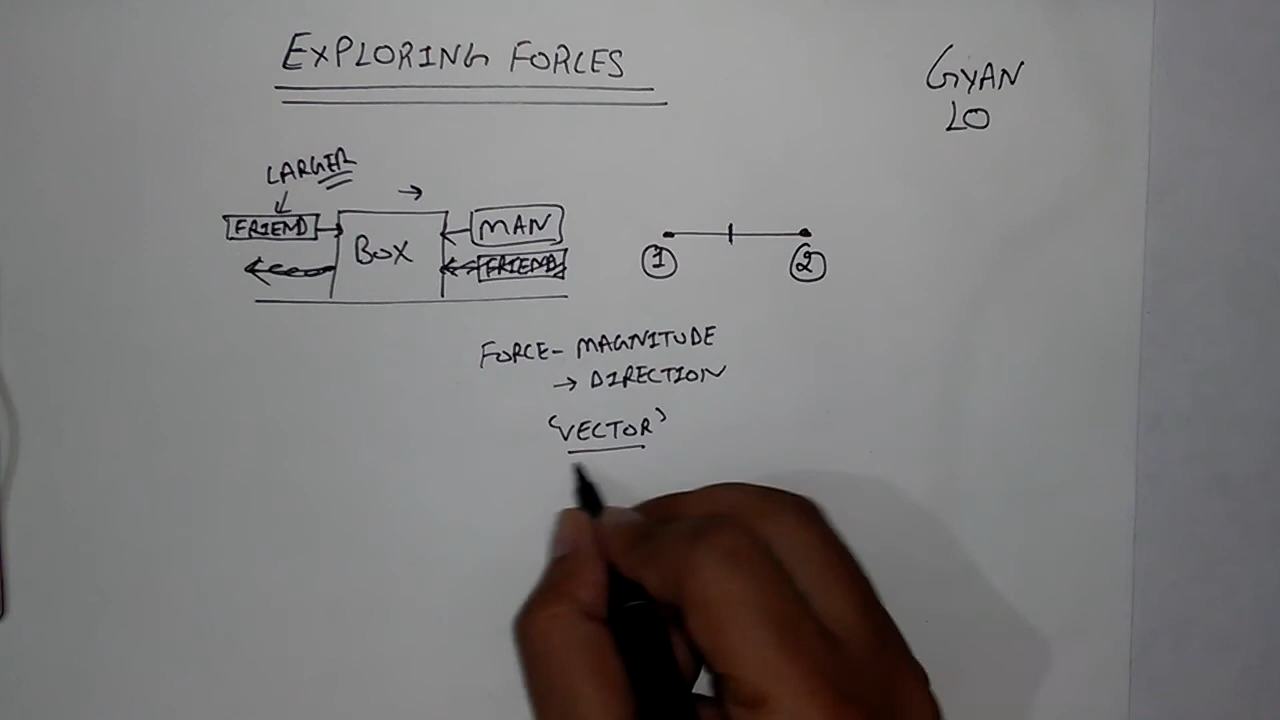 EXPLORING FORCES
GYAN
LO
LARGER
FRIEND
BOX
MAN
FRIEND
1
2
FORCE- MAGNITUDE
→ DIRECTION
'VECTOR'